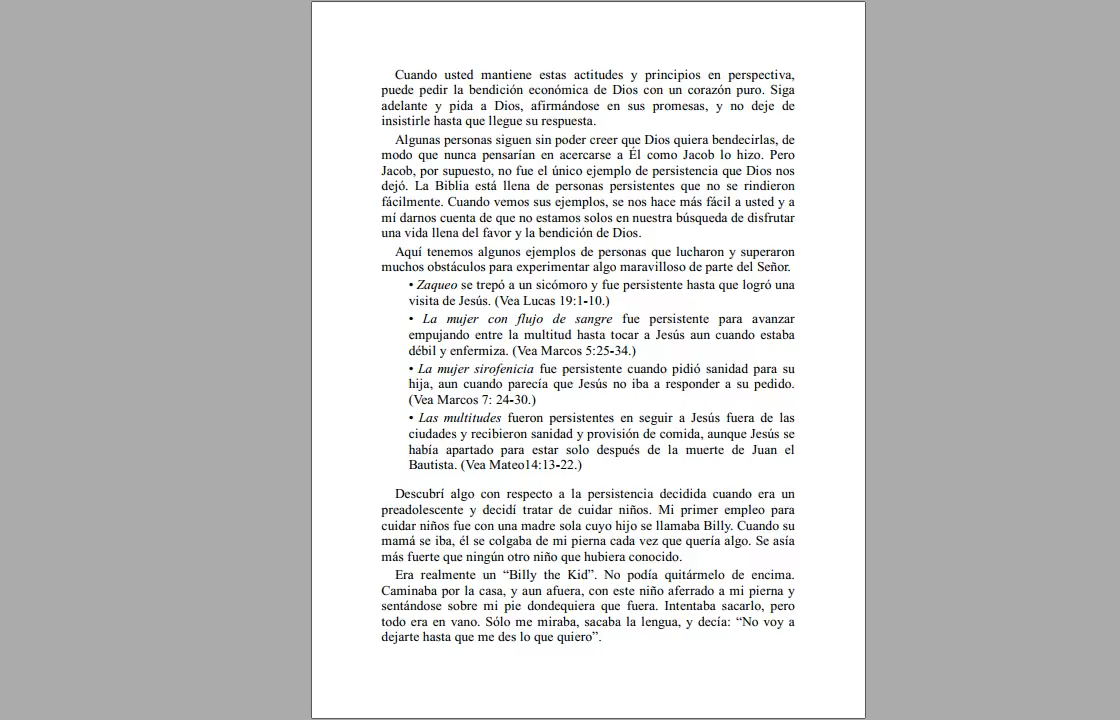 Cuando usted mantiene estas actitudes y principios en perspectiva,
puede pedir la bendición económica de Dios con un corazón puro. Siga
adelante y pida a Dios, afirmándose en sus promesas, y no deje de
insistirle hasta que llegue su respuesta.
Algunas personas siguen sin poder creer que Dios quiera bendecirlas, de
modo que nunca pensarían en acercarse a Él como Jacob lo hizo. Pero
Jacob, por supuesto, no fue el único ejemplo de persistencia que Dios nos
dejó. La Biblia está llena de personas persistentes que no se rindieron
fácilmente. Cuando vemos sus ejemplos, se nos hace más fácil a usted y a
mí darnos cuenta de que no estamos solos en nuestra búsqueda de disfrutar
una vida llena del favor y la bendición de Dios.
Aquí tenemos algunos ejemplos de personas que lucharon y superaron
muchos obstáculos para experimentar algo maravilloso de parte del Señor.
• Zaqueo se trepó a un sicómoro y fue persistente hasta que logró una
visita de Jesús. (Vea Lucas 19:1-10.)
• La mujer con flujo de sangre fue persistente para avanzar
empujando entre la multitud hasta tocar a Jesús aun cuando estaba
débil y enfermiza. (Vea Marcos 5:25-34.)
• La mujer sirofenicia fue persistente cuando pidió sanidad para su
hija, aun cuando parecía que Jesús no iba a responder a su pedido.
(Vea Marcos 7: 24-30.)
• Las multitudes fueron persistentes en seguir a Jesús fuera de las
ciudades y recibieron sanidad y provisión de comida, aunque Jesús se
había apartado para estar solo después de la muerte de Juan el
Bautista. (Vea Mateo14:13-22.)
Descubrí algo con respecto a la persistencia decidida cuando era un
preadolescente y decidí tratar de cuidar niños. Mi primer empleo para
cuidar niños fue con una madre sola cuyo hijo se llamaba Billy. Cuando su
mamá se iba, él se colgaba de mi pierna cada vez que quería algo. Se asía
más fuerte que ningún otro niño que hubiera conocido.
Era realmente un “Billy the Kid”. No podía quitármelo de encima.
Caminaba por la casa, y aun afuera, con este niño aferrado a mi pierna y
sentándose sobre mi pie dondequiera que fuera. Intentaba sacarlo, pero
todo era en vano. Sólo me miraba, sacaba la lengua, y decía: “No voy a
dejarte hasta que me des lo que quiero”.